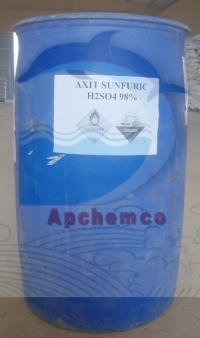 AXIT SUNFURIC
H2SO4 98%
Apchemco